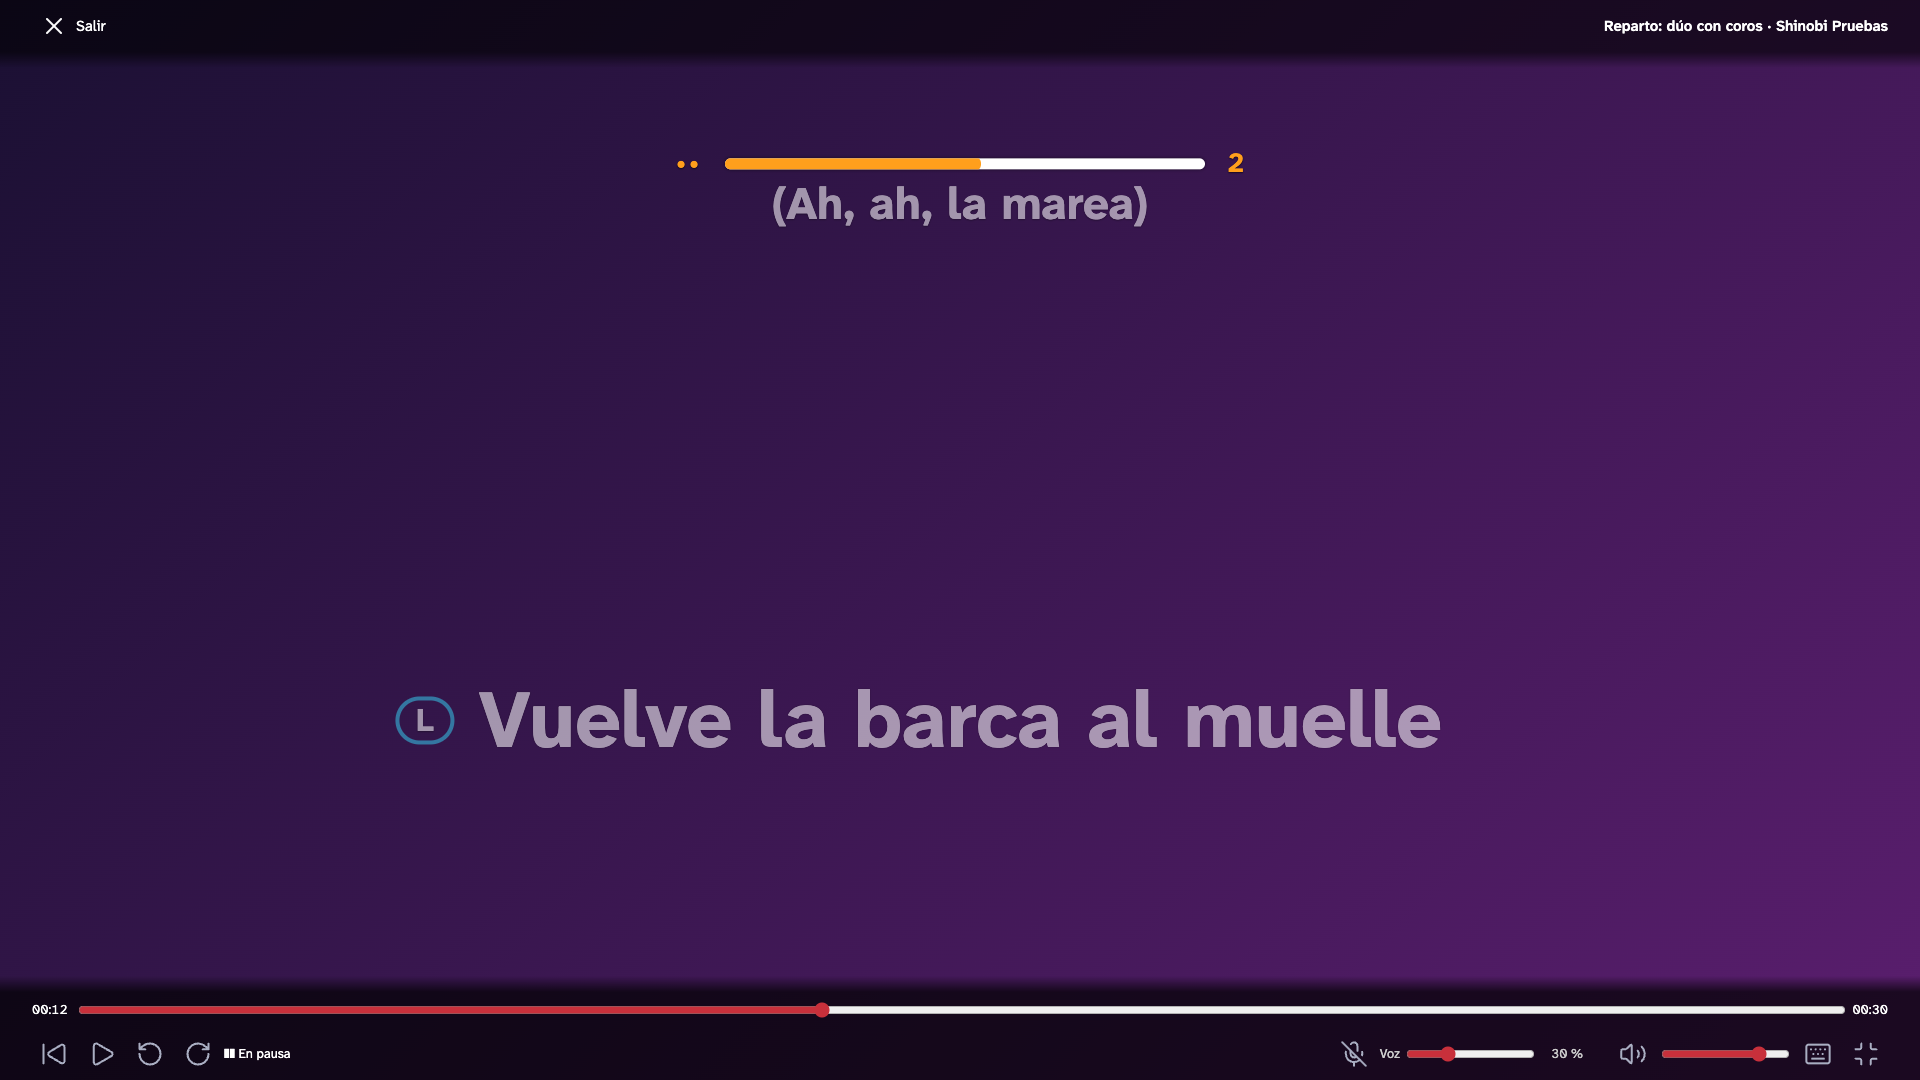 Salir
Reparto: dúo con coros · Shinobi Pruebas
2
(Ah, ah, la marea)
L Vuelve la barca al muelle
00:12 00:30
En pausa
Voz 30 %